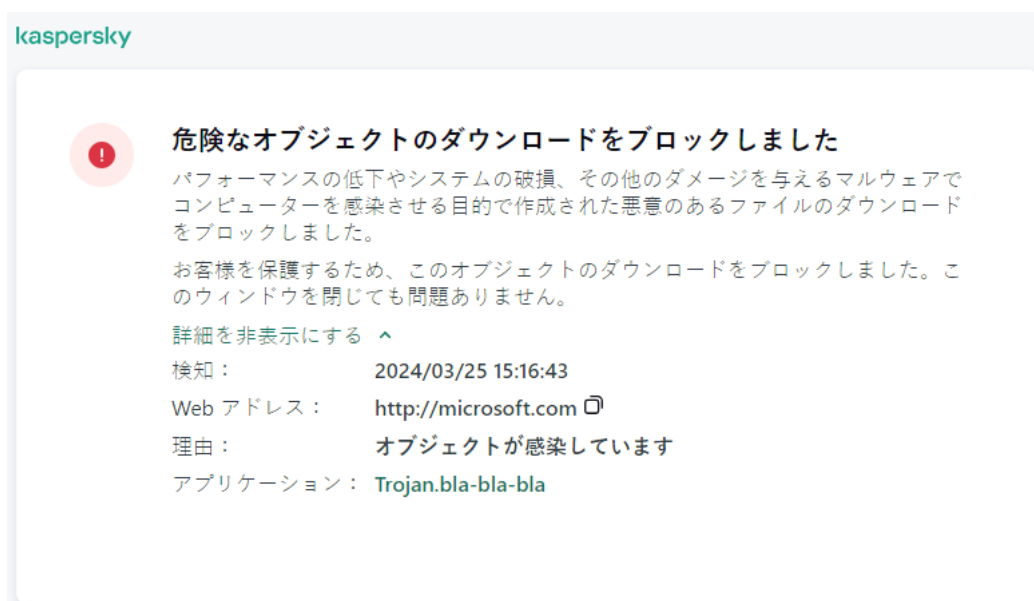 kaspersky
危険なオブジェクトのダウンロードをブロックしました
パフォーマンスの低下やシステムの破損、その他のダメージを与えるマルウェアで
コンピューターを感染させる目的で作成された悪意のあるファイルのダウンロード
をブロックしました。
お客様を保護するため、このオブジェクトのダウンロードをブロックしました。こ
のウィンドウを閉じても問題ありません。
詳細を非表示にする
検知： 2024/03/25 15:16:43
Web アドレス： http://microsoft.com
理由： オブジェクトが感染しています
アプリケーション： Trojan.bla-bla-bla